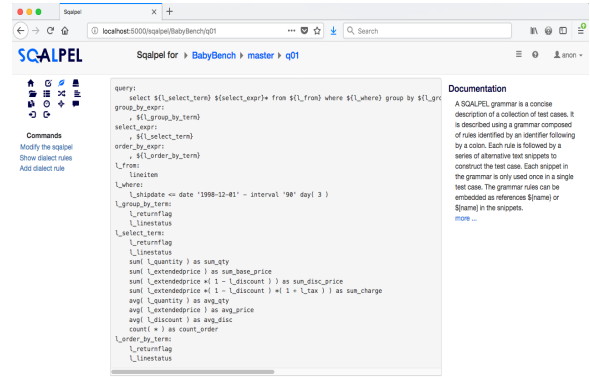 Sqalpel
localhost:5000/sqalpel/BabyBench/q01
Search
SQALPEL
Sqalpel for BabyBench master q01
anon
Commands
Modify the sqalpel
Show dialect rules
Add dialect rule
query:
select ${l_select_term} ${select_expr}* from ${l_from} where ${l_where} group by ${l_grc
group_by_expr:
, ${l_group_by_term}
select_expr:
, ${l_select_term}
order_by_expr:
, ${l_order_by_term}
l_from:
lineitem
l_where:
l_shipdate <= date '1998-12-01' - interval '90' day( 3 )
l_group_by_term:
l_returnflag
l_linestatus
l_select_term:
l_returnflag
l_linestatus
sum( l_quantity ) as sum_qty
sum( l_extendedprice ) as sum_base_price
sum( l_extendedprice *( 1 - l_discount ) ) as sum_disc_price
sum( l_extendedprice *( 1 - l_discount ) *( 1 + l_tax ) ) as sum_charge
avg( l_quantity ) as avg_qty
avg( l_extendedprice ) as avg_price
avg( l_discount ) as avg_disc
count( * ) as count_order
l_order_by_term:
l_returnflag
l_linestatus
Documentation
A SQALPEL grammar is a concise
description of a collection of test cases. It
is described using a grammar composed
of rules identified by an identifier following
by a colon. Each rule is followed by a
series of alternative text snippets to
construct the test case. Each snippet in
the grammar is only used once in a single
test case. The grammar rules can be
embedded as references ${name} or
${name] in the snippets.
more ...